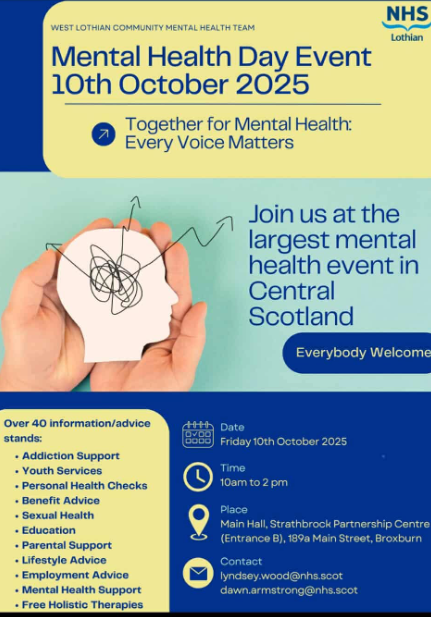 WEST LOTHIAN COMMUNITY MENTAL HEALTH TEAM
NHS
Lothian
Mental Health Day Event
10th October 2025
Together for Mental Health:
Every Voice Matters
Join us at the
largest mental
health event in
Central
Scotland
Everybody Welcome
Over 40 information/advice
stands:
• Addiction Support
• Youth Services
• Personal Health Checks
• Benefit Advice
• Sexual Health
• Education
• Parental Support
• Lifestyle Advice
• Employment Advice
• Mental Health Support
• Free Holistic Therapies
Date
Friday 10th October 2025
Time
10am to 2 pm
Place
Main Hall, Strathbrock Partnership Centre
(Entrance B), 189a Main Street, Broxburn
Contact
lyndsey.wood@nhs.scot
dawn.armstrong@nhs.scot